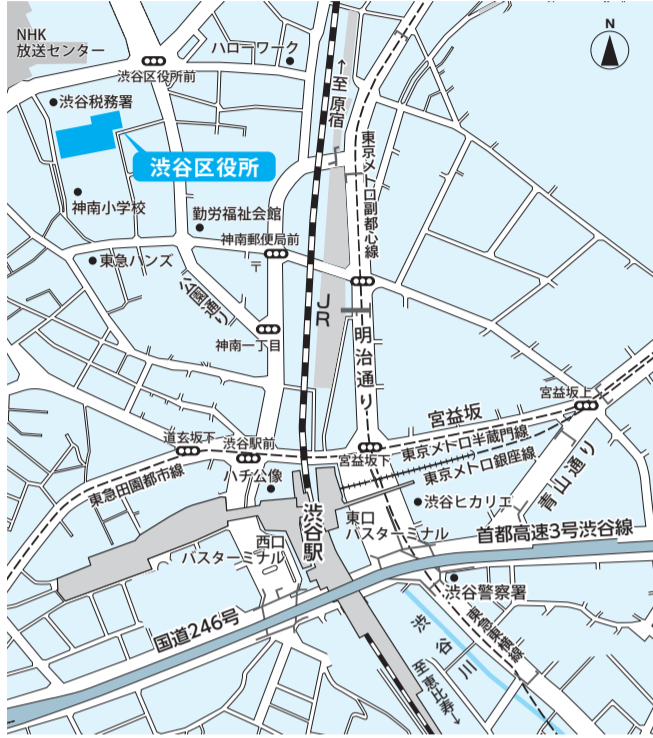 NHK
放送センター
ハローワーク
N
渋谷区役所前
↑至原宿
渋谷税務署
渋谷区役所
東京メトロ副都心線
神南小学校
勤労福祉会館
神南郵便局前
〒
東急ハンズ
公園通り
JR
神南一丁目
明治通り
宮益坂上
宮益坂
道玄坂下
渋谷駅前
宮益坂下
東京メトロ半蔵門線
東京メトロ銀座線
青山通り
東急田園都市線
ハチ公像
渋谷ヒカリエ
渋谷駅
東口
バスターミナル
首都高速3号渋谷線
西口
バスターミナル
渋谷警察署
国道246号
渋谷川
東急東横線
至恵比寿→